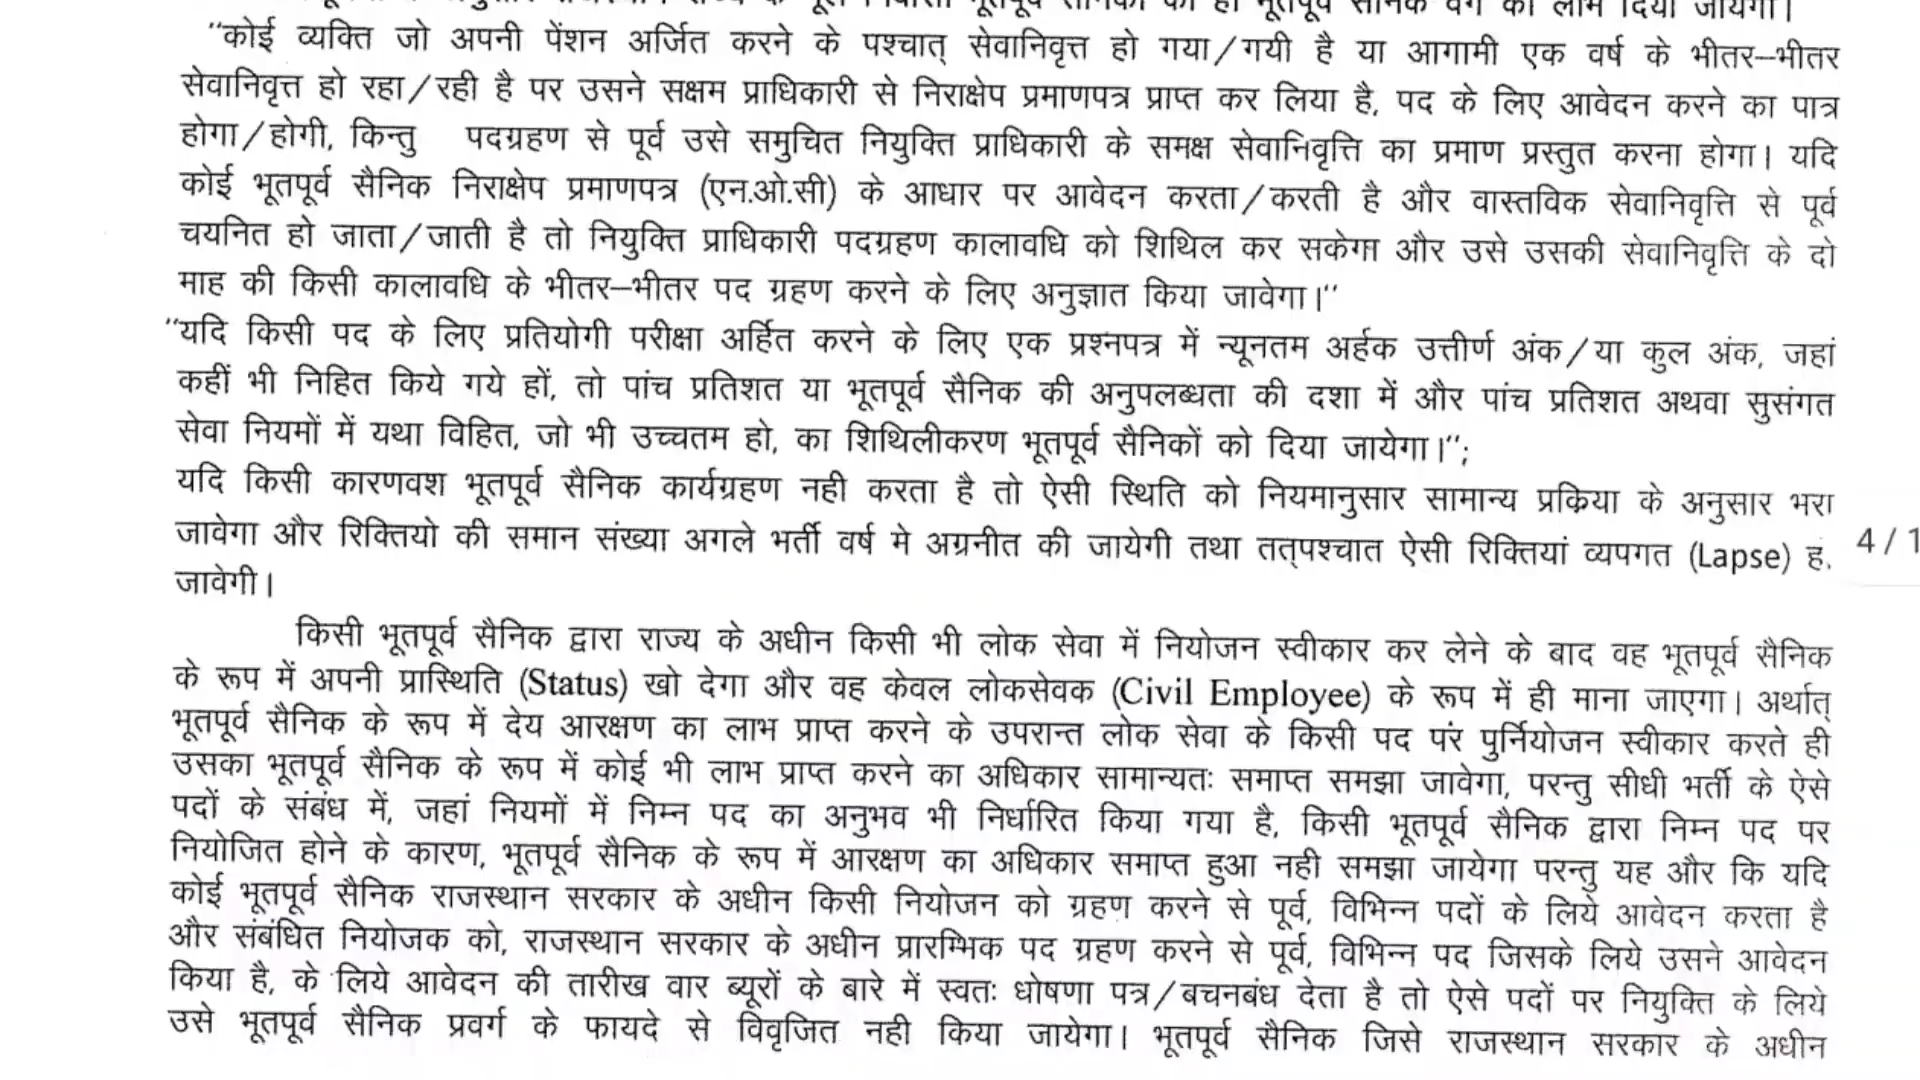 भूतपूर्व सैनिक वर्ग का लाभ दिया जायेगा।
"कोई व्यक्ति जो अपनी पेंशन अर्जित करने के पश्चात् सेवानिवृत्त हो गया/गयी है या आगामी एक वर्ष के भीतर–भीतर
सेवानिवृत्त हो रहा/रही है पर उसने सक्षम प्राधिकारी से निराक्षेप प्रमाणपत्र प्राप्त कर लिया है, पद के लिए आवेदन करने का पात्र
होगा/होगी, किन्तु पदग्रहण से पूर्व उसे समुचित नियुक्ति प्राधिकारी के समक्ष सेवानिवृत्ति का प्रमाण प्रस्तुत करना होगा। यदि
कोई भूतपूर्व सैनिक निराक्षेप प्रमाणपत्र (एन.ओ.सी) के आधार पर आवेदन करता/करती है और वास्तविक सेवानिवृत्ति से पूर्व
चयनित हो जाता/जाती है तो नियुक्ति प्राधिकारी पदग्रहण कालावधि को शिथिल कर सकेगा और उसे उसकी सेवानिवृत्ति के दो
माह की किसी कालावधि के भीतर–भीतर पद ग्रहण करने के लिए अनुज्ञात किया जावेगा।"
"यदि किसी पद के लिए प्रतियोगी परीक्षा अर्हित करने के लिए एक प्रश्नपत्र में न्यूनतम अर्हक उत्तीर्ण अंक/या कुल अंक, जहां
कहीं भी निहित किये गये हों, तो पांच प्रतिशत या भूतपूर्व सैनिक की अनुपलब्धता की दशा में और पांच प्रतिशत अथवा सुसंगत
सेवा नियमों में यथा विहित, जो भी उच्चतम हो, का शिथिलीकरण भूतपूर्व सैनिकों को दिया जायेगा।";
यदि किसी कारणवश भूतपूर्व सैनिक कार्यग्रहण नही करता है तो ऐसी स्थिति को नियमानुसार सामान्य प्रक्रिया के अनुसार भरा
जावेगा और रिक्तियो की समान संख्या अगले भर्ती वर्ष मे अग्रनीत की जायेगी तथा तत्पश्चात ऐसी रिक्तियां व्यपगत (Lapse) ह.
4 / 1
जावेगी।
किसी भूतपूर्व सैनिक द्वारा राज्य के अधीन किसी भी लोक सेवा में नियोजन स्वीकार कर लेने के बाद वह भूतपूर्व सैनिक
के रूप में अपनी प्रास्थिति (Status) खो देगा और वह केवल लोकसेवक (Civil Employee) के रूप में ही माना जाएगा। अर्थात्
भूतपूर्व सैनिक के रूप में देय आरक्षण का लाभ प्राप्त करने के उपरान्त लोक सेवा के किसी पद पर पुर्नियोजन स्वीकार करते ही
उसका भूतपूर्व सैनिक के रूप में कोई भी लाभ प्राप्त करने का अधिकार सामान्यतः समाप्त समझा जावेगा, परन्तु सीधी भर्ती के ऐसे
पदों के संबंध में, जहां नियमों में निम्न पद का अनुभव भी निर्धारित किया गया है, किसी भूतपूर्व सैनिक द्वारा निम्न पद पर
नियोजित होने के कारण, भूतपूर्व सैनिक के रूप में आरक्षण का अधिकार समाप्त हुआ नही समझा जायेगा परन्तु यह और कि यदि
कोई भूतपूर्व सैनिक राजस्थान सरकार के अधीन किसी नियोजन को ग्रहण करने से पूर्व, विभिन्न पदों के लिये आवेदन करता है
और संबंधित नियोजक को, राजस्थान सरकार के अधीन प्रारम्भिक पद ग्रहण करने से पूर्व, विभिन्न पद जिसके लिये उसने आवेदन
किया है, के लिये आवेदन की तारीख वार ब्यूरों के बारे में स्वतः धोषणा पत्र/बचनबंध देता है तो ऐसे पदों पर नियुक्ति के लिये
उसे भूतपूर्व सैनिक प्रवर्ग के फायदे से विवृजित नही किया जायेगा। भूतपूर्व सैनिक जिसे राजस्थान सरकार के अधीन